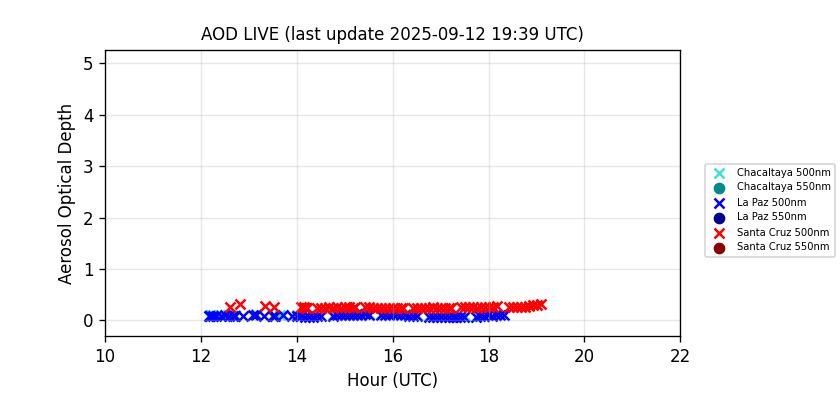 AOD LIVE (last update 2025-09-12 19:39 UTC)
Aerosol Optical Depth
5
4
3
2
1
0
10 12 14 16 18 20 22
Hour (UTC)
Chacaltaya 500nm
Chacaltaya 550nm
La Paz 500nm
La Paz 550nm
Santa Cruz 500nm
Santa Cruz 550nm